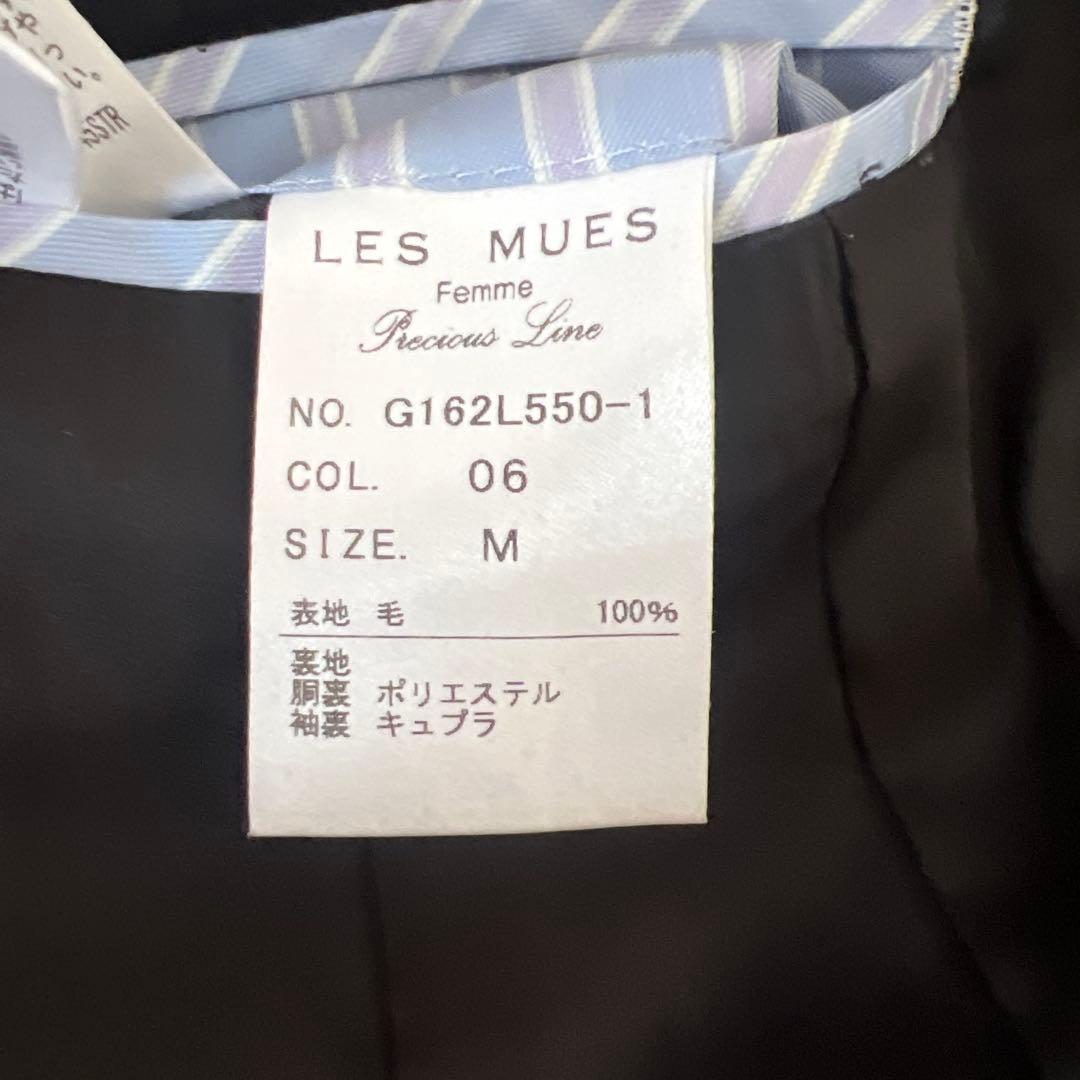 LES MUES
Femme
Precious Line
NO. G162L550-1
COL. 06
SIZE. M
表地 毛 100%
裏地
胴裏 ポリエステル
袖裏 キュプラ